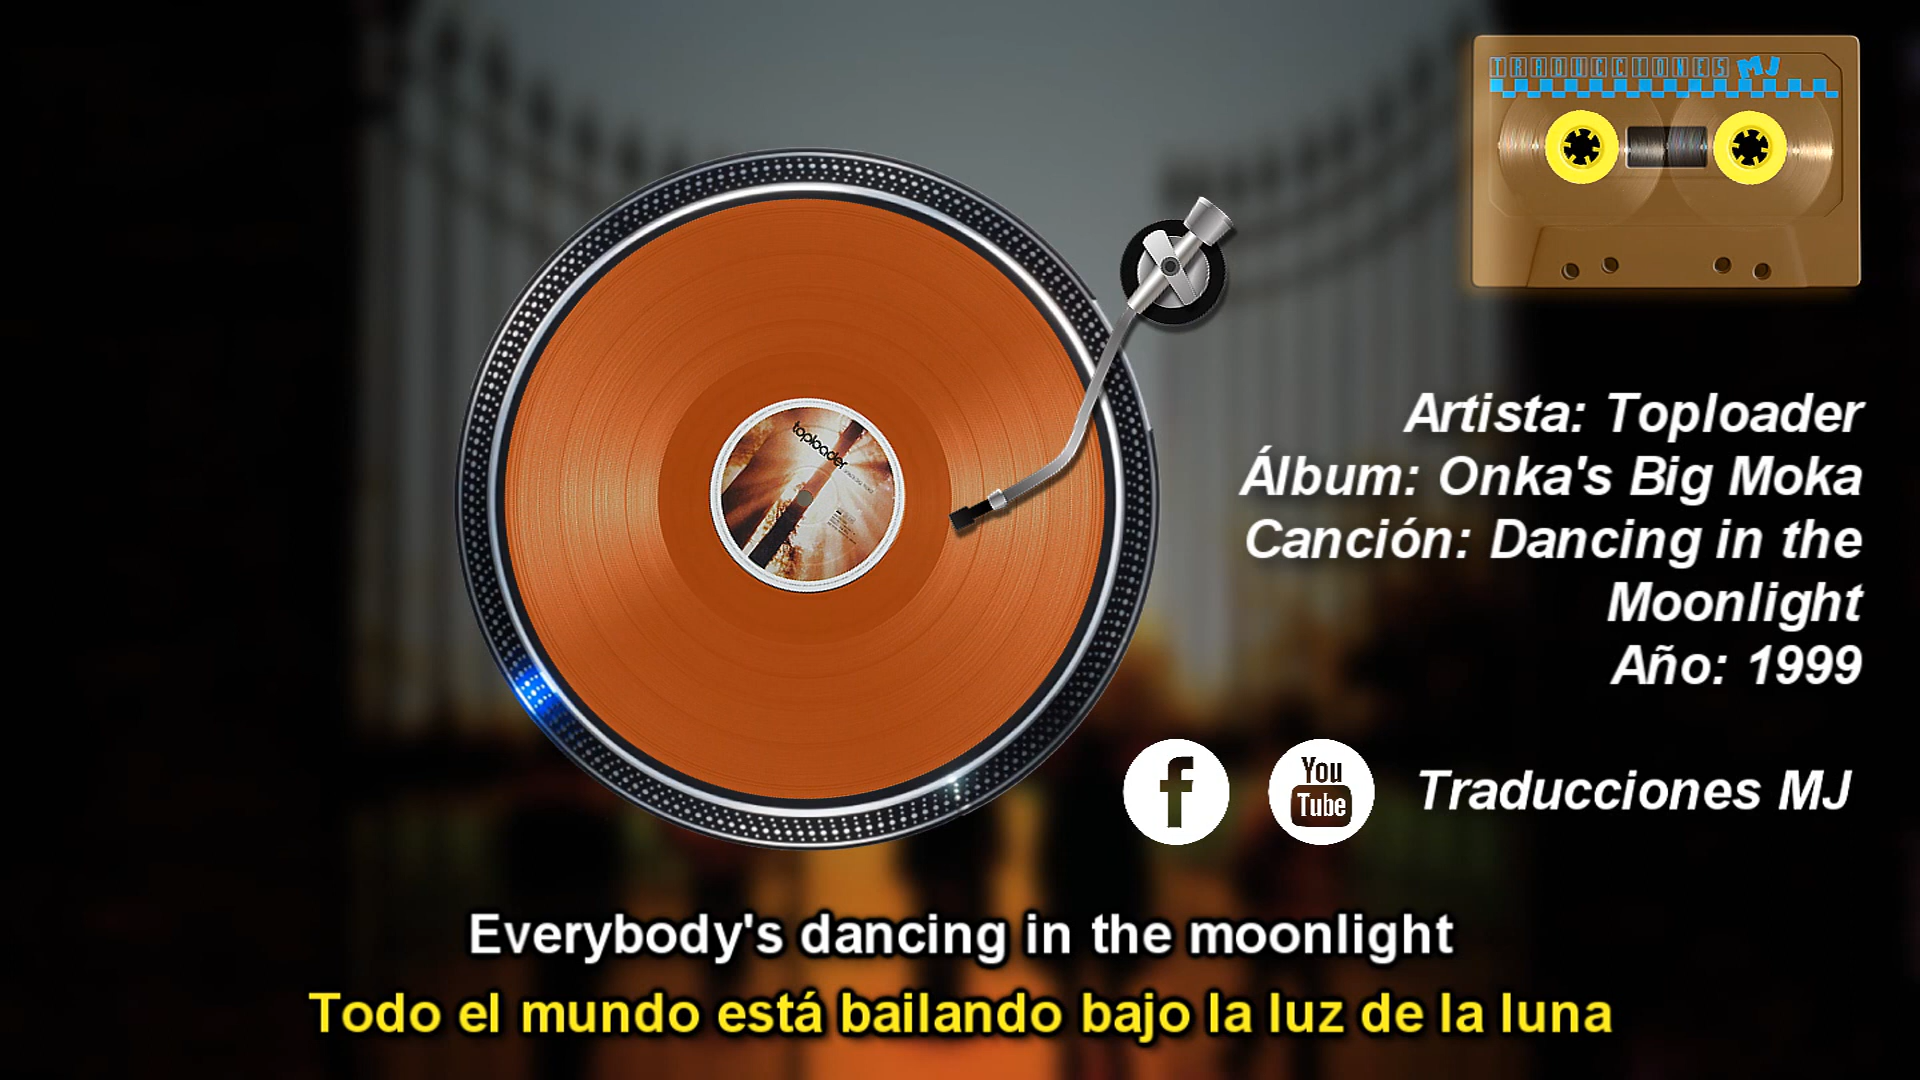 TRADUCCIONES MJ
toploader
Artista: Toploader
Álbum: Onka's Big Moka
Canción: Dancing in the
Moonlight
Año: 1999
f
You
Tube
Traducciones MJ
Everybody's dancing in the moonlight
Todo el mundo está bailando bajo la luz de la luna